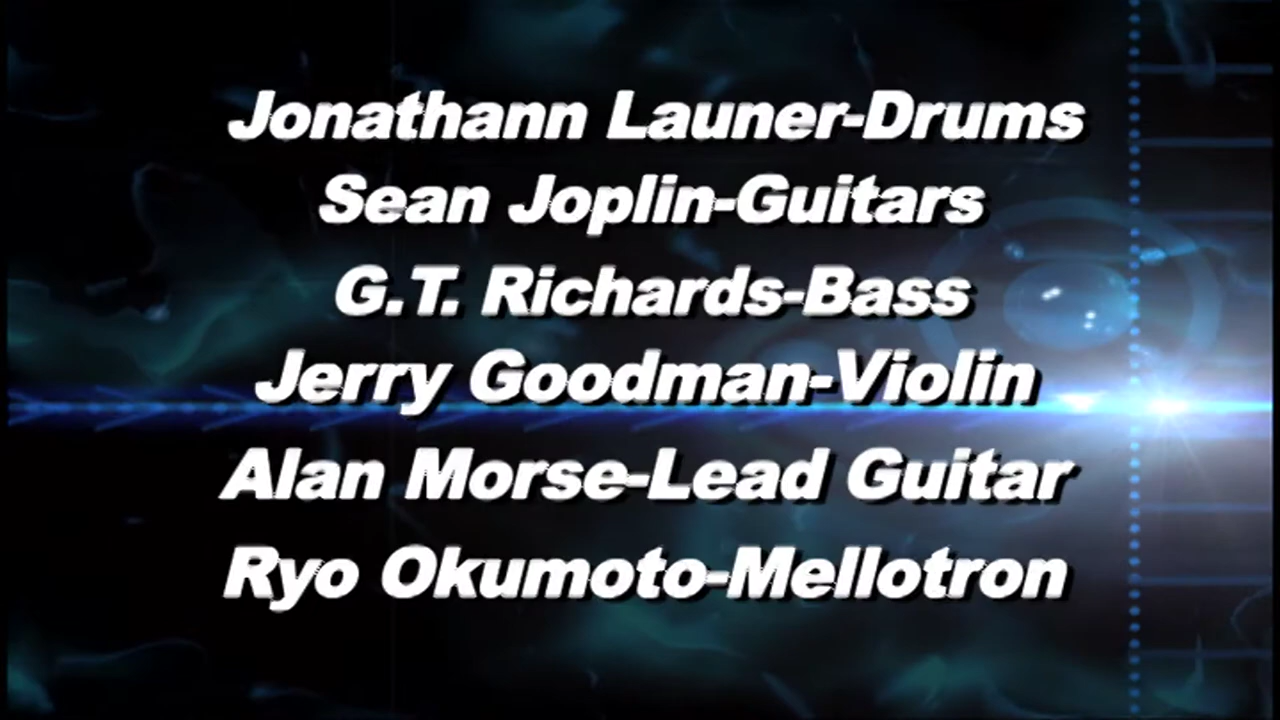 Jonathann Launer-Drums
Sean Joplin-Guitars
G.T. Richards-Bass
Jerry Goodman-Violin
Alan Morse-Lead Guitar
Ryo Okumoto-Mellotron